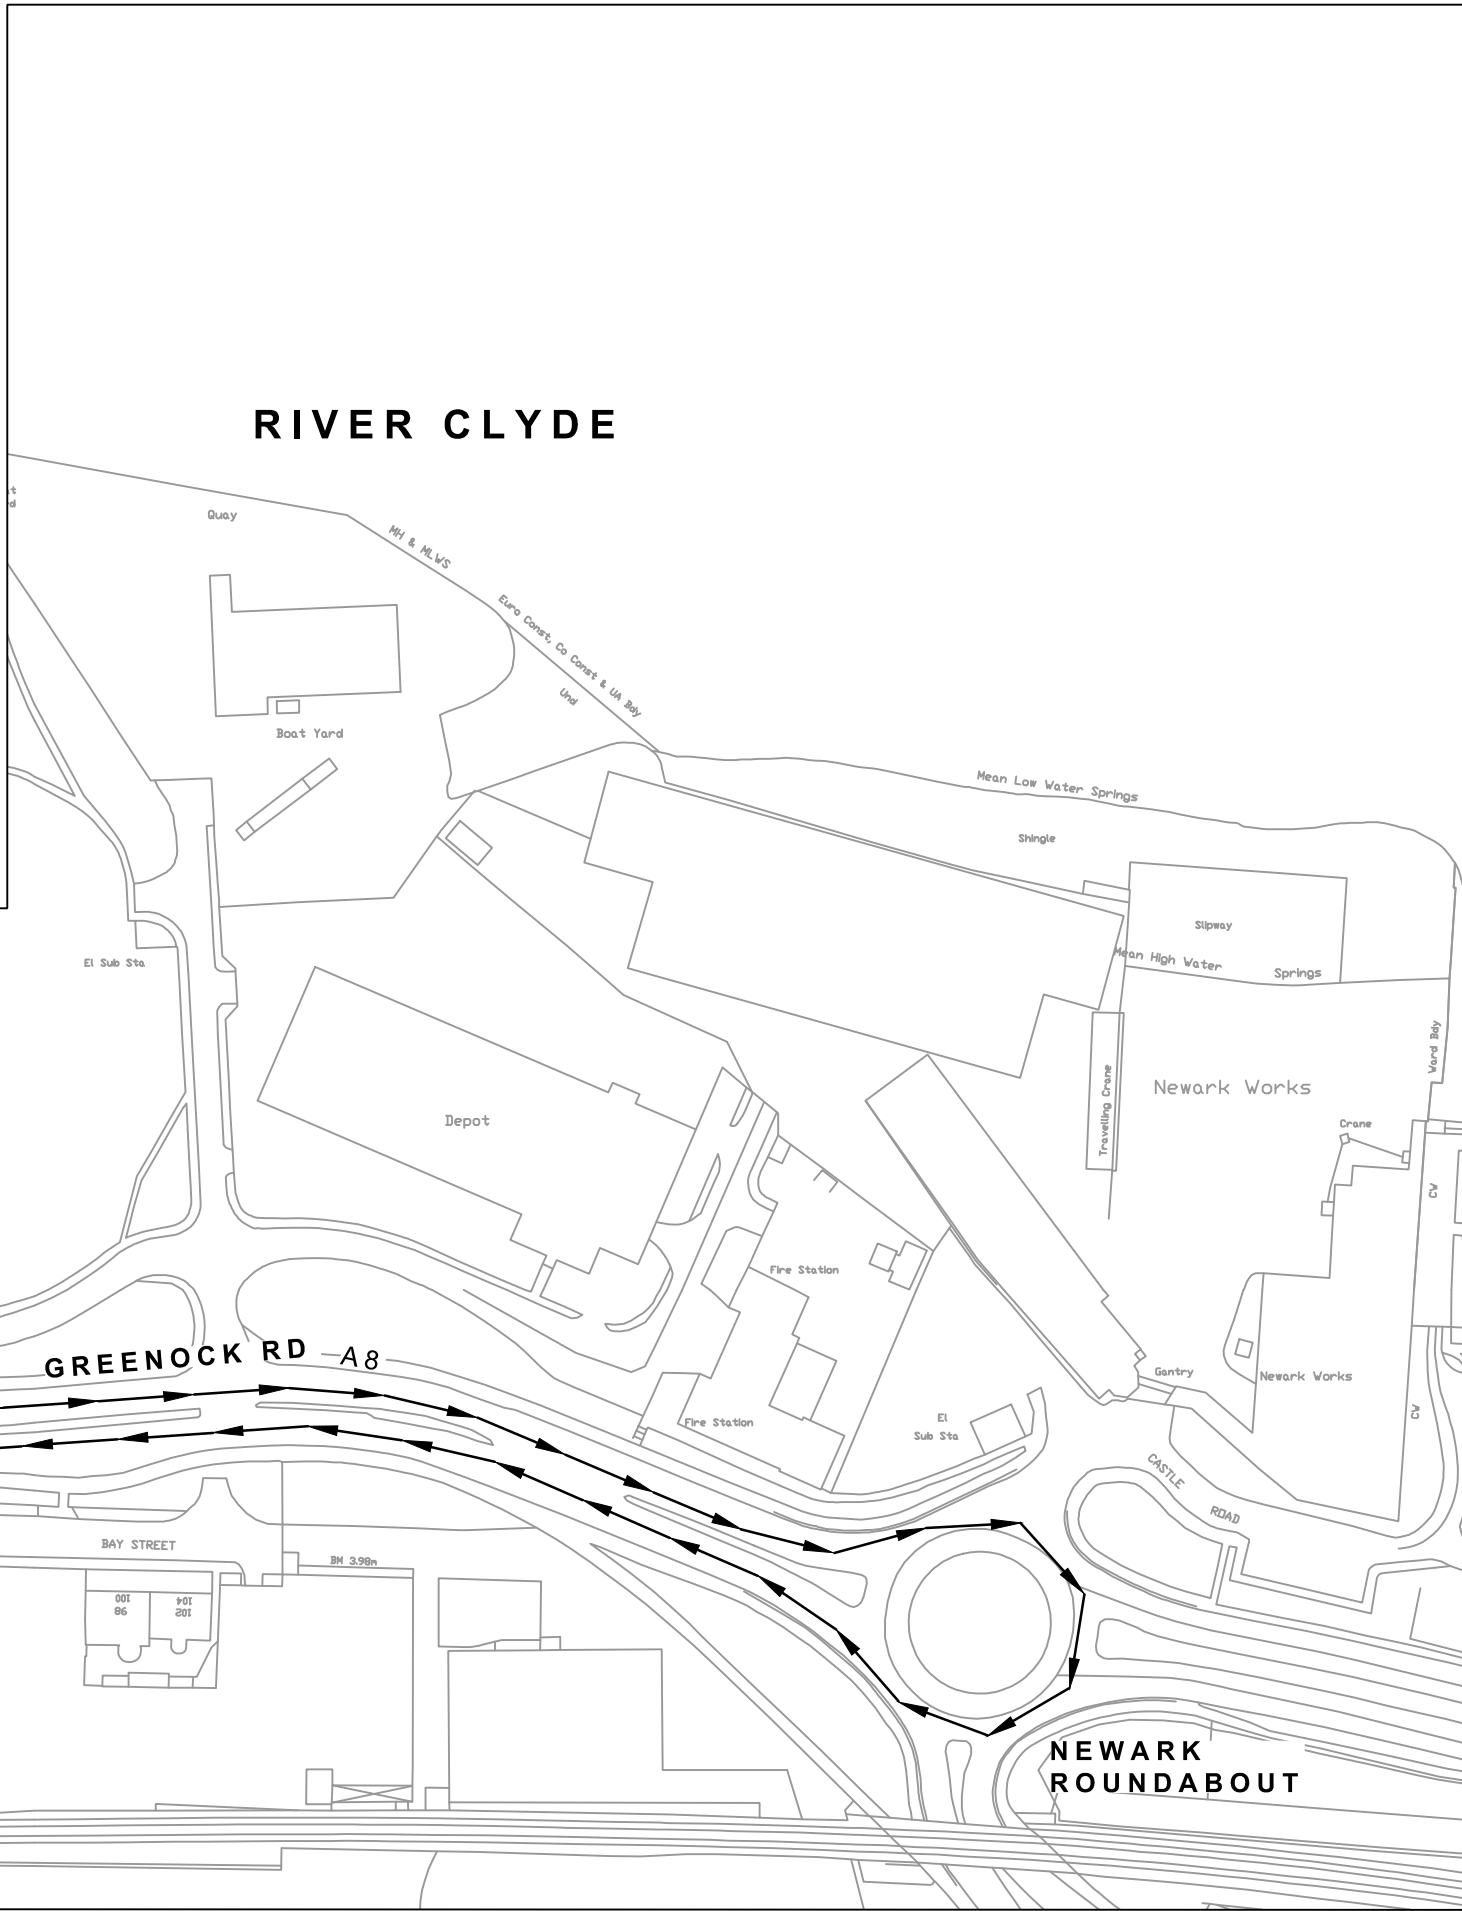 RIVER CLYDE
Quay
MH & MLWS
Euro Const, Co Const & UA Bdy
Und
Boat Yard
Mean Low Water Springs
Shingle
Slipway
Mean High Water
Springs
El Sub Sta
Ward Bdy
Travelling Crane
Newark Works
Depot
Crane
CW
Fire Station
GREENOCK RD
A8
Gantry
Newark Works
CW
Fire Station
El
Sub Sta
CASTLE
ROAD
BAY STREET
BM 3.98m
100
98
104
102
NEWARK
ROUNDABOUT